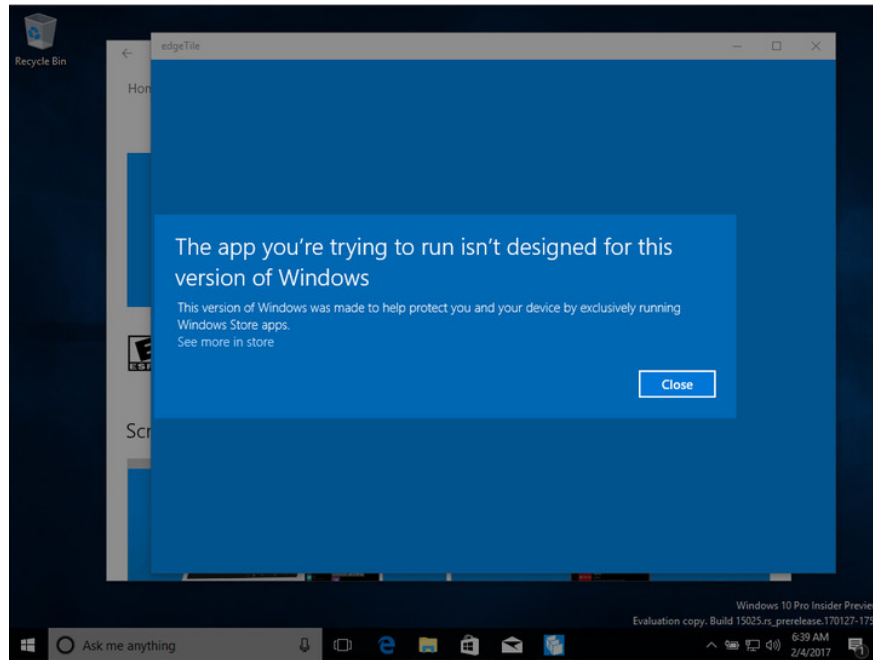 Recycle Bin
edgeTile
Hon
The app you're trying to run isn't designed for this
version of Windows
This version of Windows was made to help protect you and your device by exclusively running
Windows Store apps.
See more in store
Close
ESR
Scr
Windows 10 Pro Insider Previe
Evaluation copy. Build 15025.rs_prerelease.170127-175
Ask me anything
6:39 AM
2/4/2017
1